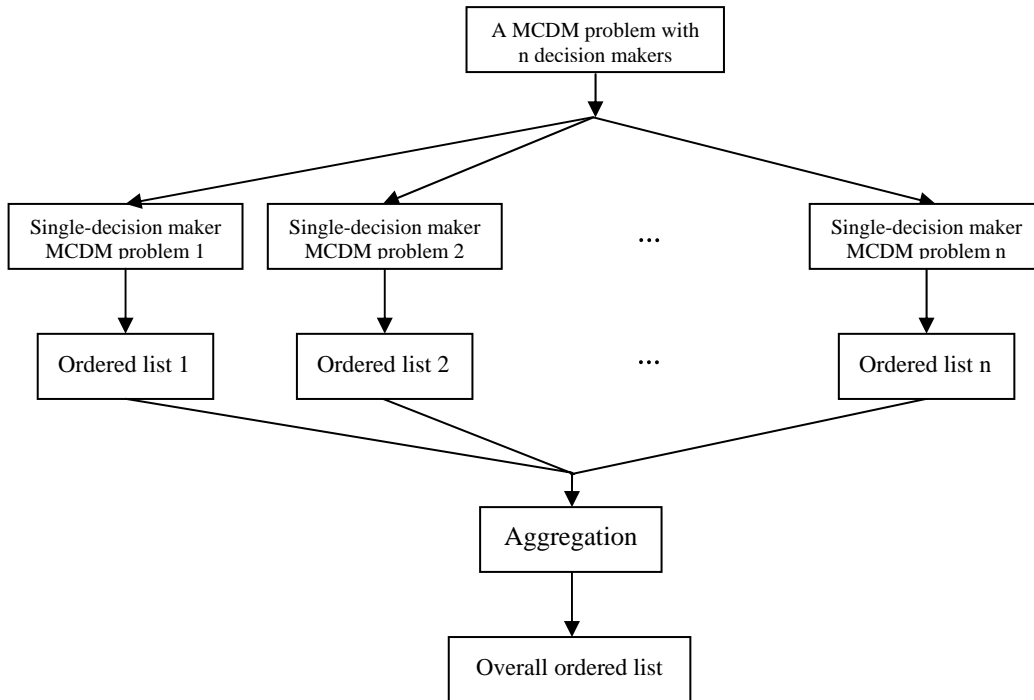 A MCDM problem with
n decision makers
Single-decision maker
MCDM problem 1
Single-decision maker
MCDM problem 2
...
Single-decision maker
MCDM problem n
Ordered list 1
Ordered list 2
...
Ordered list n
Aggregation
Overall ordered list